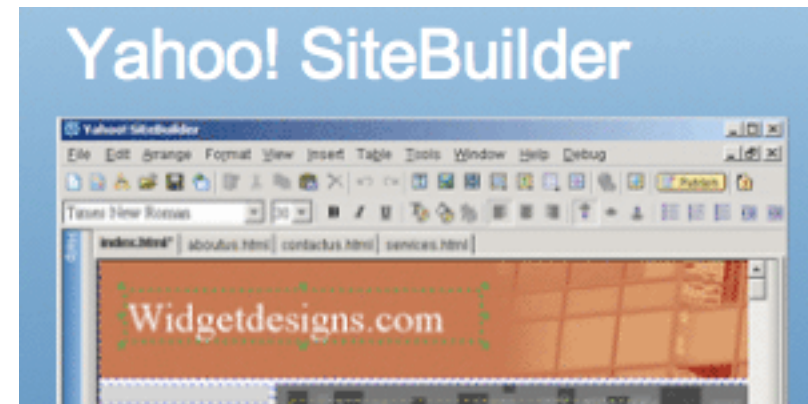 Yahoo! SiteBuilder
Yahoo! SiteBuilder
File Edit Arrange Format View Insert Table Tools Window Help Debug
Publish
Times New Roman
B I U
index.html* aboutus.html contactus.html services.html
Help
Widgetdesigns.com